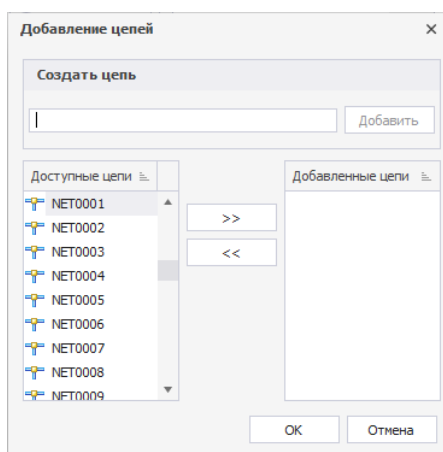 Добавление цепей
Создать цепь
Добавить
Доступные цепи
Добавленные цепи
NET0001
NET0002
>>
NET0003
<<
NET0004
NET0005
NET0006
NET0007
NET0008
NET0009
OK
Отмена